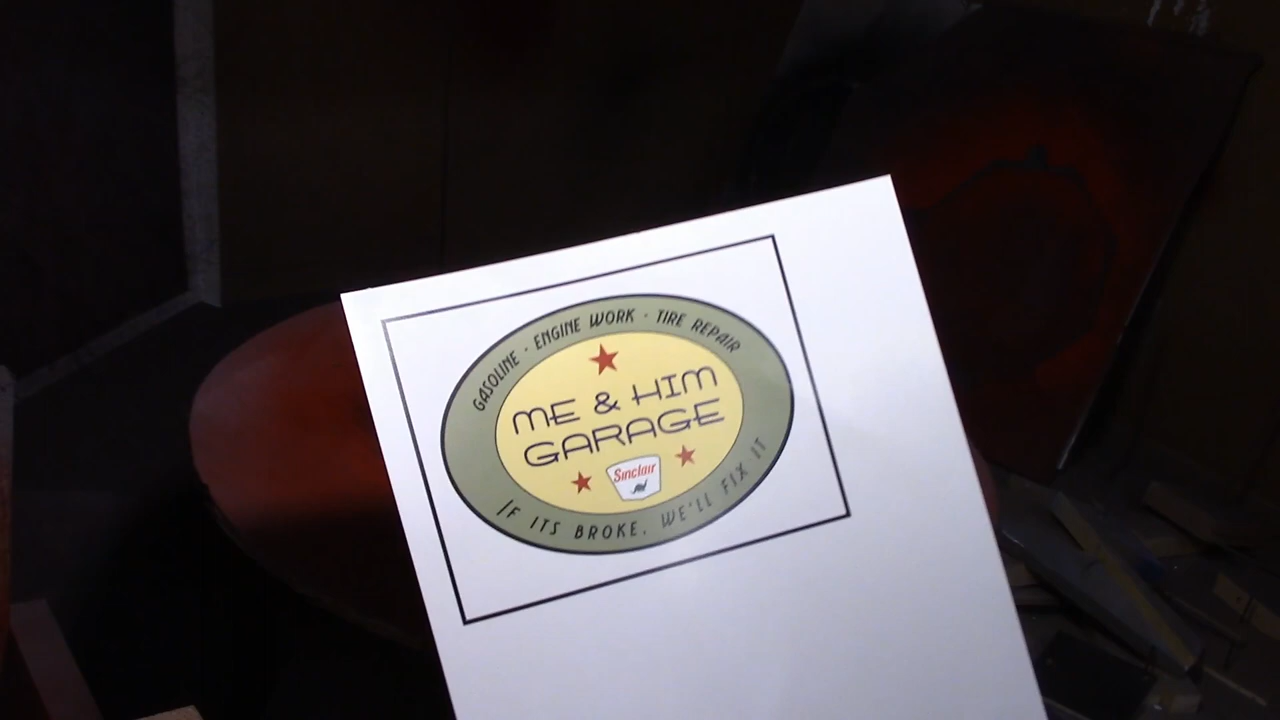 GASOLINE · ENGINE WORK · TIRE REPAIR
ME & HIM
GARAGE
Sinclair
IF ITS BROKE, WE'LL FIX IT